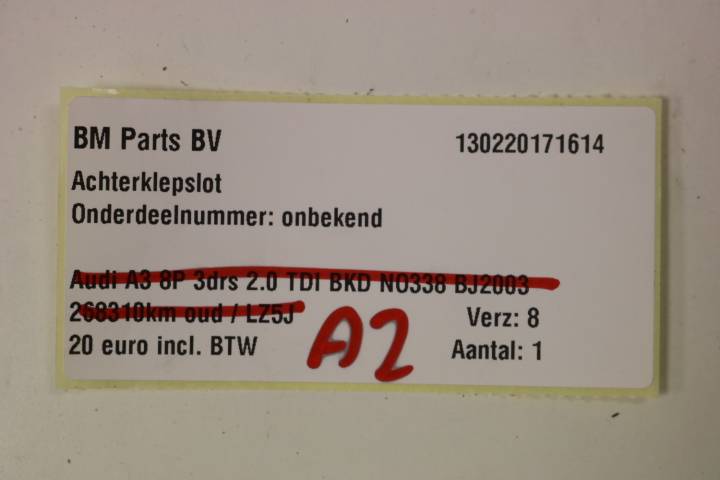 BM Parts BV 130220171614
Achterklepslot
Onderdeelnummer: onbekend
Audi A3 8P 3drs 2.0 TDI BKD NO338 BJ2003
268310km oud / LZ5J Verz: 8
20 euro incl. BTW A2 Aantal: 1